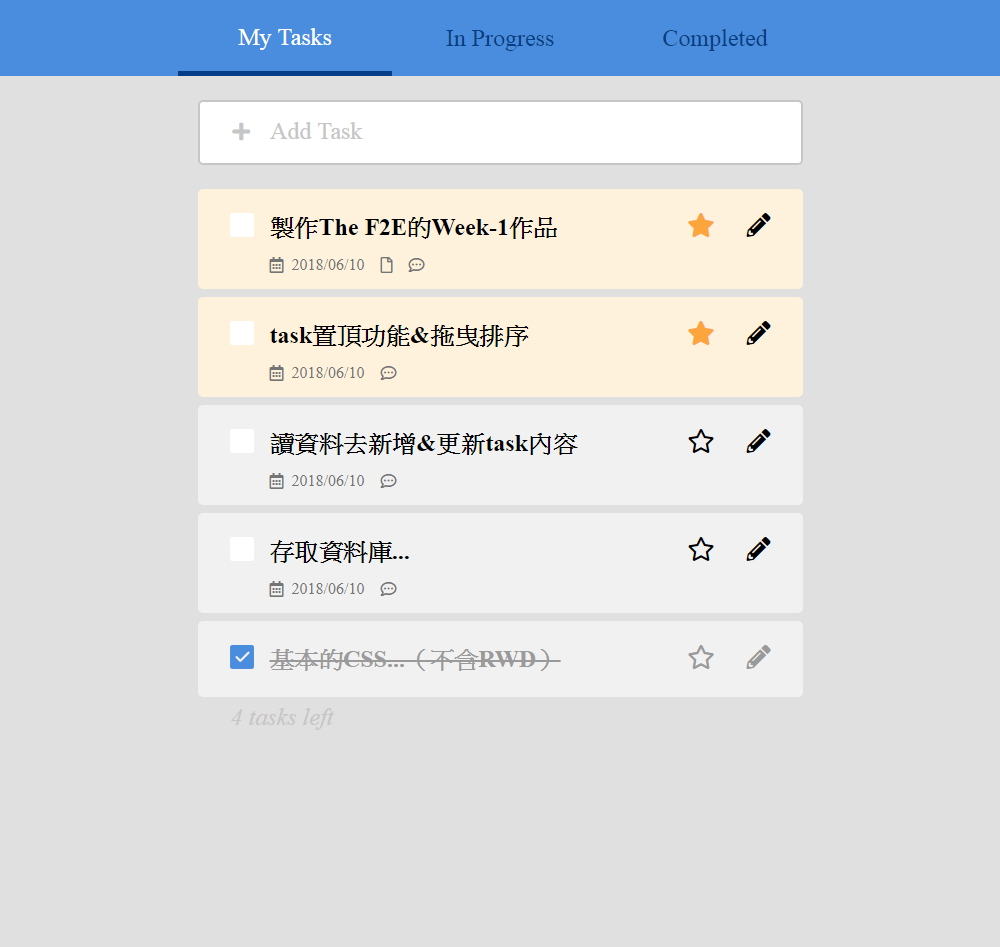 My Tasks In Progress Completed
Add Task
製作The F2E的Week-1作品
2018/06/10
task置頂功能&拖曳排序
2018/06/10
讀資料去新增&更新task內容
2018/06/10
存取資料庫...
2018/06/10
基本的CSS...（不含RWD）
4 tasks left